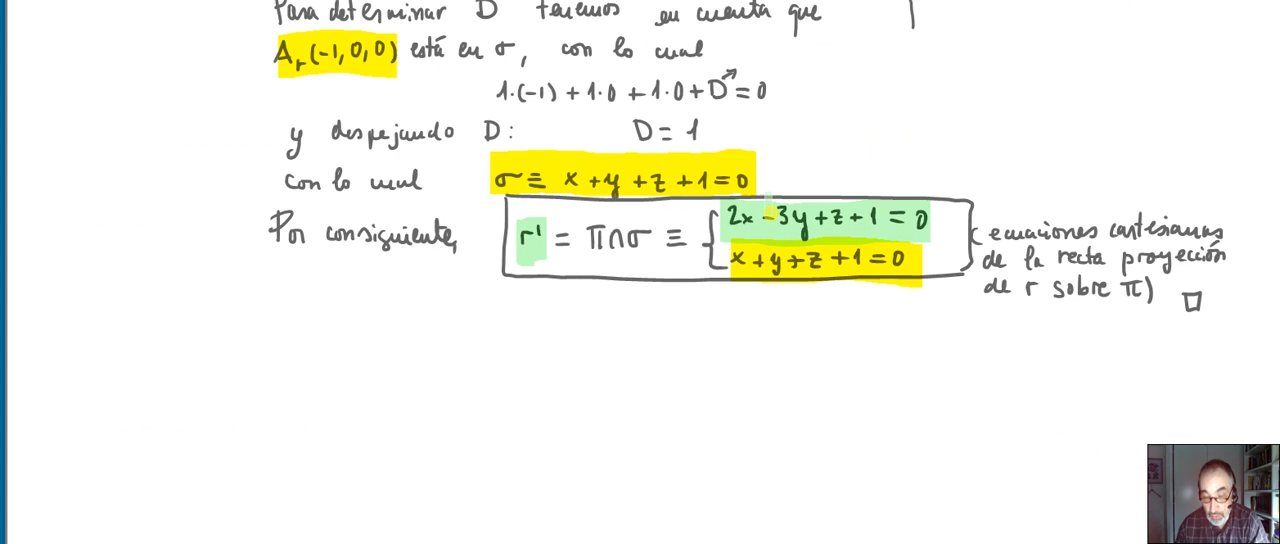 Para determinar D tenemos en cuenta que
Ar(-1,0,0) está en σ, con lo cual
1·(-1) + 1·0 + 1·0 + D = 0
y despejando D: D = 1
con lo cual σ ≡ x + y + z + 1 = 0
Por consiguiente, r' = π∩σ ≡ { 2x - 3y + z + 1 = 0
x + y + z + 1 = 0
(ecuaciones cartesianas
de la recta proyección
de r sobre π) □